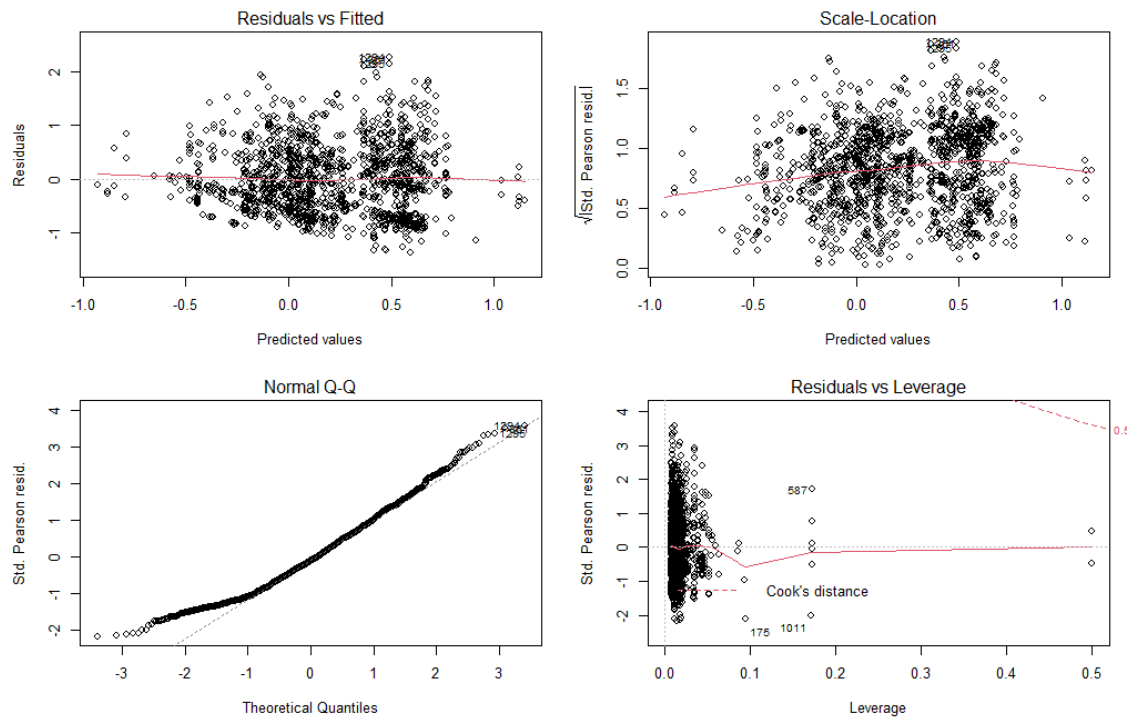 Residuals vs Fitted
Residuals
2
1
0
-1
-1.0 -0.5 0.0 0.5 1.0
Predicted values
Scale-Location
√|Std. Pearson resid.|
1.5
1.0
0.5
0.0
-0.5 0.0 0.5 1.0
Predicted values
Normal Q-Q
Std. Pearson resid.
4
3
2
1
0
-1
-2
-3 -2 -1 0 1 2 3
Theoretical Quantiles
Residuals vs Leverage
Std. Pearson resid.
4
3
2
1
0
-1
-2
0.5
587
Cook's distance
175
1011
0.0 0.1 0.2 0.3 0.4 0.5
Leverage